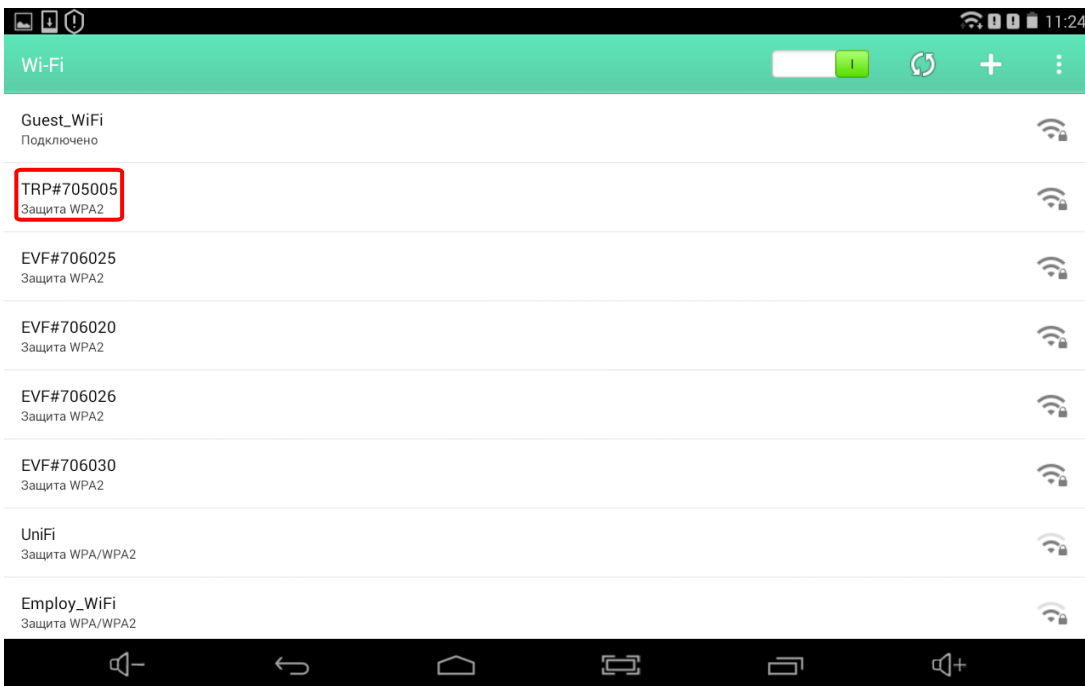 11:24
Wi-Fi
Guest_WiFi
Подключено
TRP#705005
Защита WPA2
EVF#706025
Защита WPA2
EVF#706020
Защита WPA2
EVF#706026
Защита WPA2
EVF#706030
Защита WPA2
UniFi
Защита WPA/WPA2
Employ_WiFi
Защита WPA/WPA2